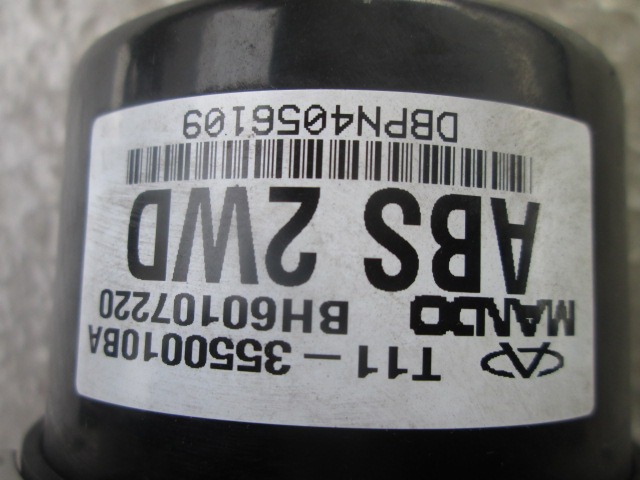 T11-3550010BA
MANDO BH60107220
ABS 2WD
DBPN4056109